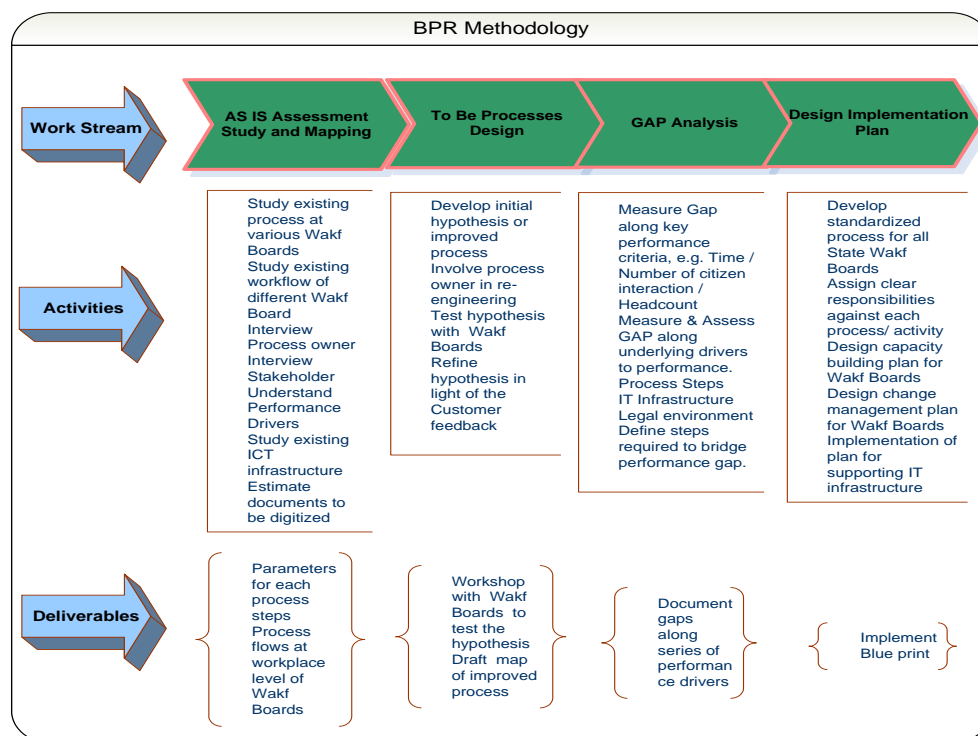 BPR Methodology
Work Stream
AS IS Assessment
Study and Mapping
To Be Processes
Design
GAP Analysis
Design Implementation
Plan
Activities
Study existing
process at
various Wakf
Boards
Study existing
workflow of
different Wakf
Board
Interview
Process owner
Interview
Stakeholder
Understand
Performance
Drivers
Study existing
ICT
infrastructure
Estimate
documents to
be digitized
Develop initial
hypothesis or
improved
process
Involve process
owner in re-
engineering
Test hypothesis
with Wakf
Boards
Refine
hypothesis in
light of the
Customer
feedback
Measure Gap
along key
performance
criteria, e.g. Time /
Number of citizen
interaction /
Headcount
Measure & Assess
GAP along
underlying drivers
to performance.
Process Steps
IT Infrastructure
Legal environment
Define steps
required to bridge
performance gap.
Develop
standardized
process for all
State Wakf
Boards
Assign clear
responsibilities
against each
process/ activity
Design capacity
building plan for
Wakf Boards
Design change
management plan
for Wakf Boards
Implementation of
plan for
supporting IT
infrastructure
Deliverables
Parameters
for each
process
steps
Process
flows at
workplace
level of
Wakf
Boards
Workshop
with Wakf
Boards to
test the
hypothesis
Draft map
of improved
process
Document
gaps
along
series of
performan
ce drivers
Implement
Blue print